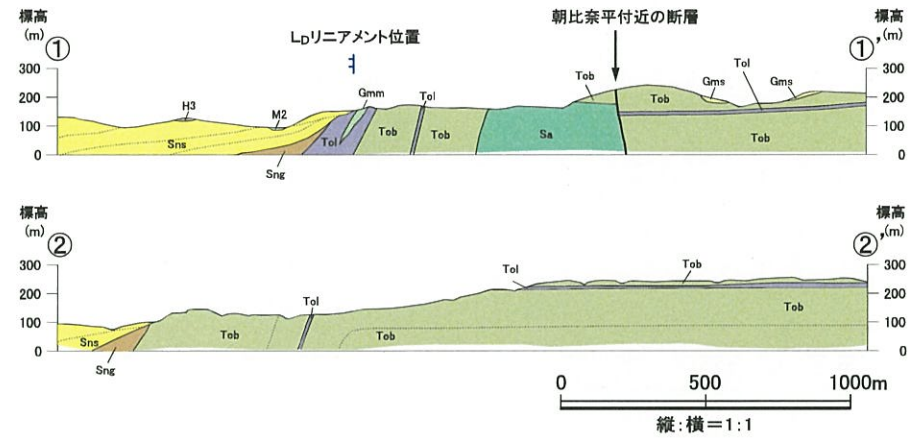 朝比奈平付近の断層
標高
(m)
①
LDリニアメント位置
①'
標高
(m)
300
200
100
0
H3
M2
Sns
Sng
Tol
Gmm
Tob
Tol
Tob
Sa
Tob
Tob
Gms
Tol
Gms
Tob
300
200
100
0
標高
(m)
②
②'
標高
(m)
300
200
100
0
Sns
Sng
Tob
Tol
Tol
Tob
Tob
300
200
100
0
0 500 1000m
縦:横=1:1